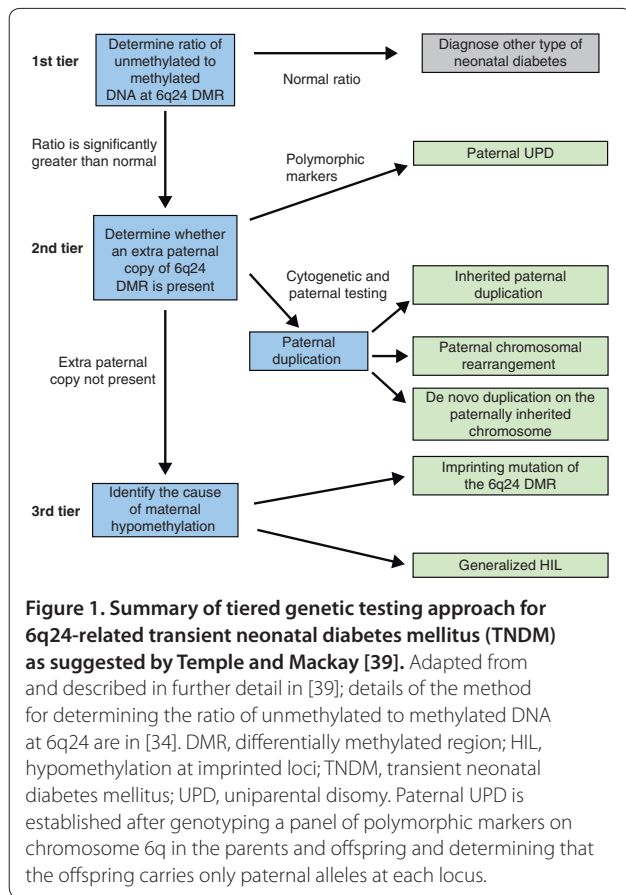 1st tier
Determine ratio of
unmethylated to
methylated
DNA at 6q24 DMR
Normal ratio
Diagnose other type of
neonatal diabetes
Ratio is significantly
greater than normal
Polymorphic
markers
Paternal UPD
2nd tier
Determine whether
an extra paternal
copy of 6q24
DMR is present
Cytogenetic and
paternal testing
Paternal
duplication
Inherited paternal
duplication
Paternal chromosomal
rearrangement
De novo duplication on the
paternally inherited
chromosome
Extra paternal
copy not present
3rd tier
Identify the cause
of maternal
hypomethylation
Imprinting mutation of
the 6q24 DMR
Generalized HIL
Figure 1. Summary of tiered genetic testing approach for
6q24-related transient neonatal diabetes mellitus (TNDM)
as suggested by Temple and Mackay [39]. Adapted from
and described in further detail in [39]; details of the method
for determining the ratio of unmethylated to methylated DNA
at 6q24 are in [34]. DMR, differentially methylated region; HIL,
hypomethylation at imprinted loci; TNDM, transient neonatal
diabetes mellitus; UPD, uniparental disomy. Paternal UPD is
established after genotyping a panel of polymorphic markers on
chromosome 6q in the parents and offspring and determining that
the offspring carries only paternal alleles at each locus.